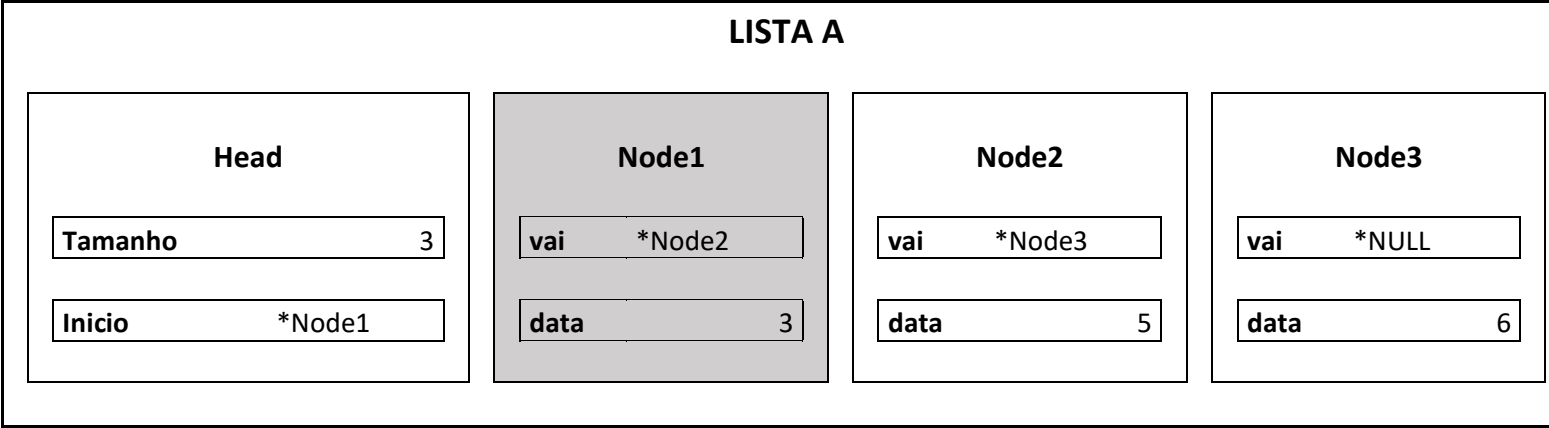 LISTA A
Head Node1 Node2 Node3
Tamanho 3 vai *Node2 vai *Node3 vai *NULL
Inicio *Node1 data 3 data 5 data 6